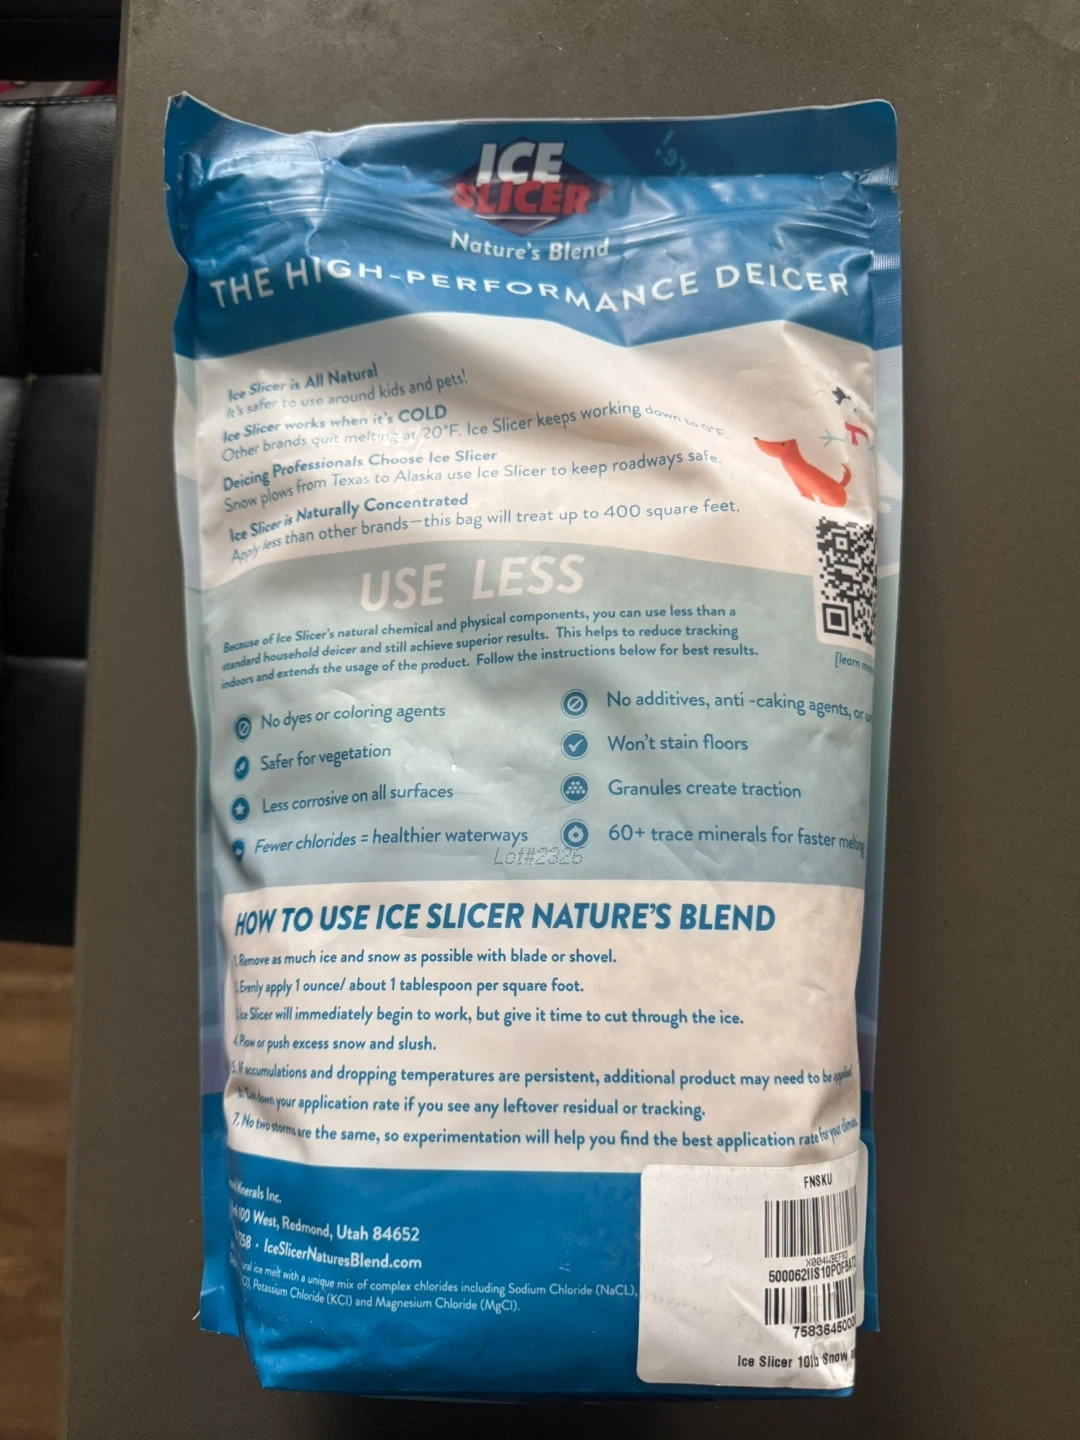 ICE
SLICER
Nature's Blend
THE HIGH-PERFORMANCE DEICER
Ice Slicer is All Natural
It's safer to use around kids and pets!
Ice Slicer works when it's COLD
Other brands quit melting at 20°F. Ice Slicer keeps working down to 0°F.
Deicing Professionals Choose Ice Slicer
Snow plows from Texas to Alaska use Ice Slicer to keep roadways safe.
Ice Slicer is Naturally Concentrated
Apply less than other brands—this bag will treat up to 400 square feet.
[learn
USE LESS
Because of Ice Slicer's natural chemical and physical components, you can use less than a
standard household deicer and still achieve superior results. This helps to reduce tracking
indoors and extends the usage of the product. Follow the instructions below for best results.
No dyes or coloring agents
Safer for vegetation
Less corrosive on all surfaces
Fewer chlorides = healthier waterways
No additives, anti -caking agents, or
Won't stain floors
Granules create traction
60+ trace minerals for faster melting
Lot#2326
HOW TO USE ICE SLICER NATURE'S BLEND
1. Remove as much ice and snow as possible with blade or shovel.
Evenly apply 1 ounce/ about 1 tablespoon per square foot.
Ice Slicer will immediately begin to work, but give it time to cut through the ice.
4. Plow or push excess snow and slush.
5. If accumulations and dropping temperatures are persistent, additional product may need to be applied.
6. Cut down your application rate if you see any leftover residual or tracking.
7. No two storms are the same, so experimentation will help you find the best application rate for your climate.
Minerals Inc.
100 West, Redmond, Utah 84652
· IceSlicerNaturesBlend.com
ice melt with a unique mix of complex chlorides including Sodium Chloride (NaCL),
Potassium Chloride (KCl) and Magnesium Chloride (MgCl).
FNSKU
Ice Slicer 10lb Snow